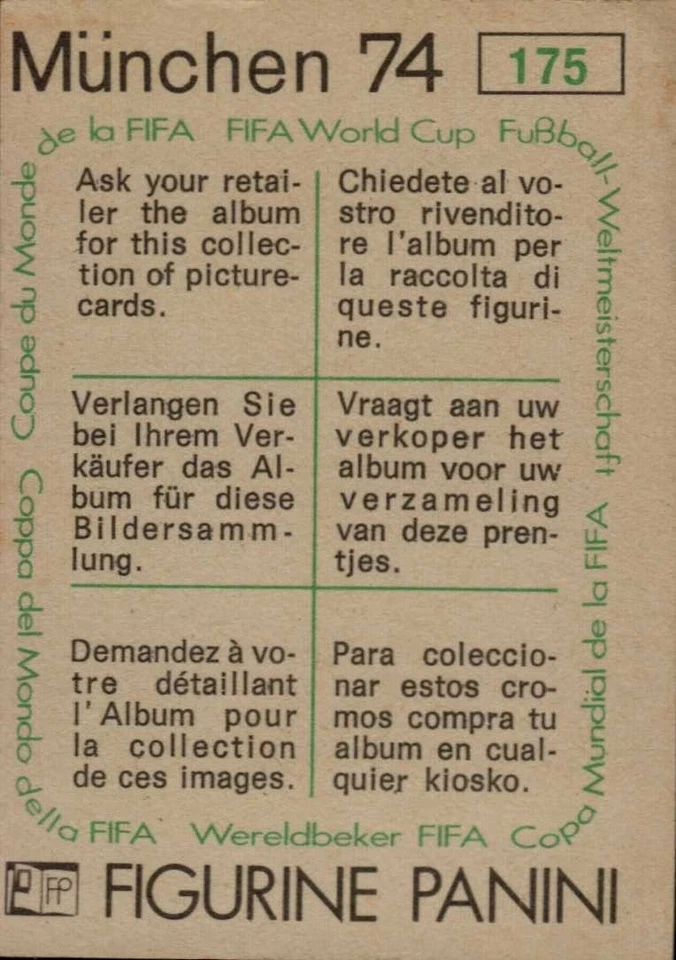 München 74
175
de la FIFA FIFA World Cup Fußball-Weltmeisterschaft
Ask your retai-
ler the album
for this collec-
tion of picture-
cards.
Chiedete al vo-
stro rivendito-
re l'album per
la raccolta di
queste figuri-
ne.
Verlangen Sie
bei Ihrem Ver-
käufer das Al-
bum für diese
Bildersamm-
lung.
Vraagt aan uw
verkoper het
album voor uw
verzameling
van deze pren-
tjes.
Demandez à vo-
tre détaillant
l'Album pour
la collection
de ces images.
Para coleccio-
nar estos cro-
mos compra tu
album en cual-
quier kiosko.
Coppa del Mondo Coupe du Monde
Copa Mundial de la FIFA
della FIFA Wereldbeker FIFA
FP FIGURINE PANINI